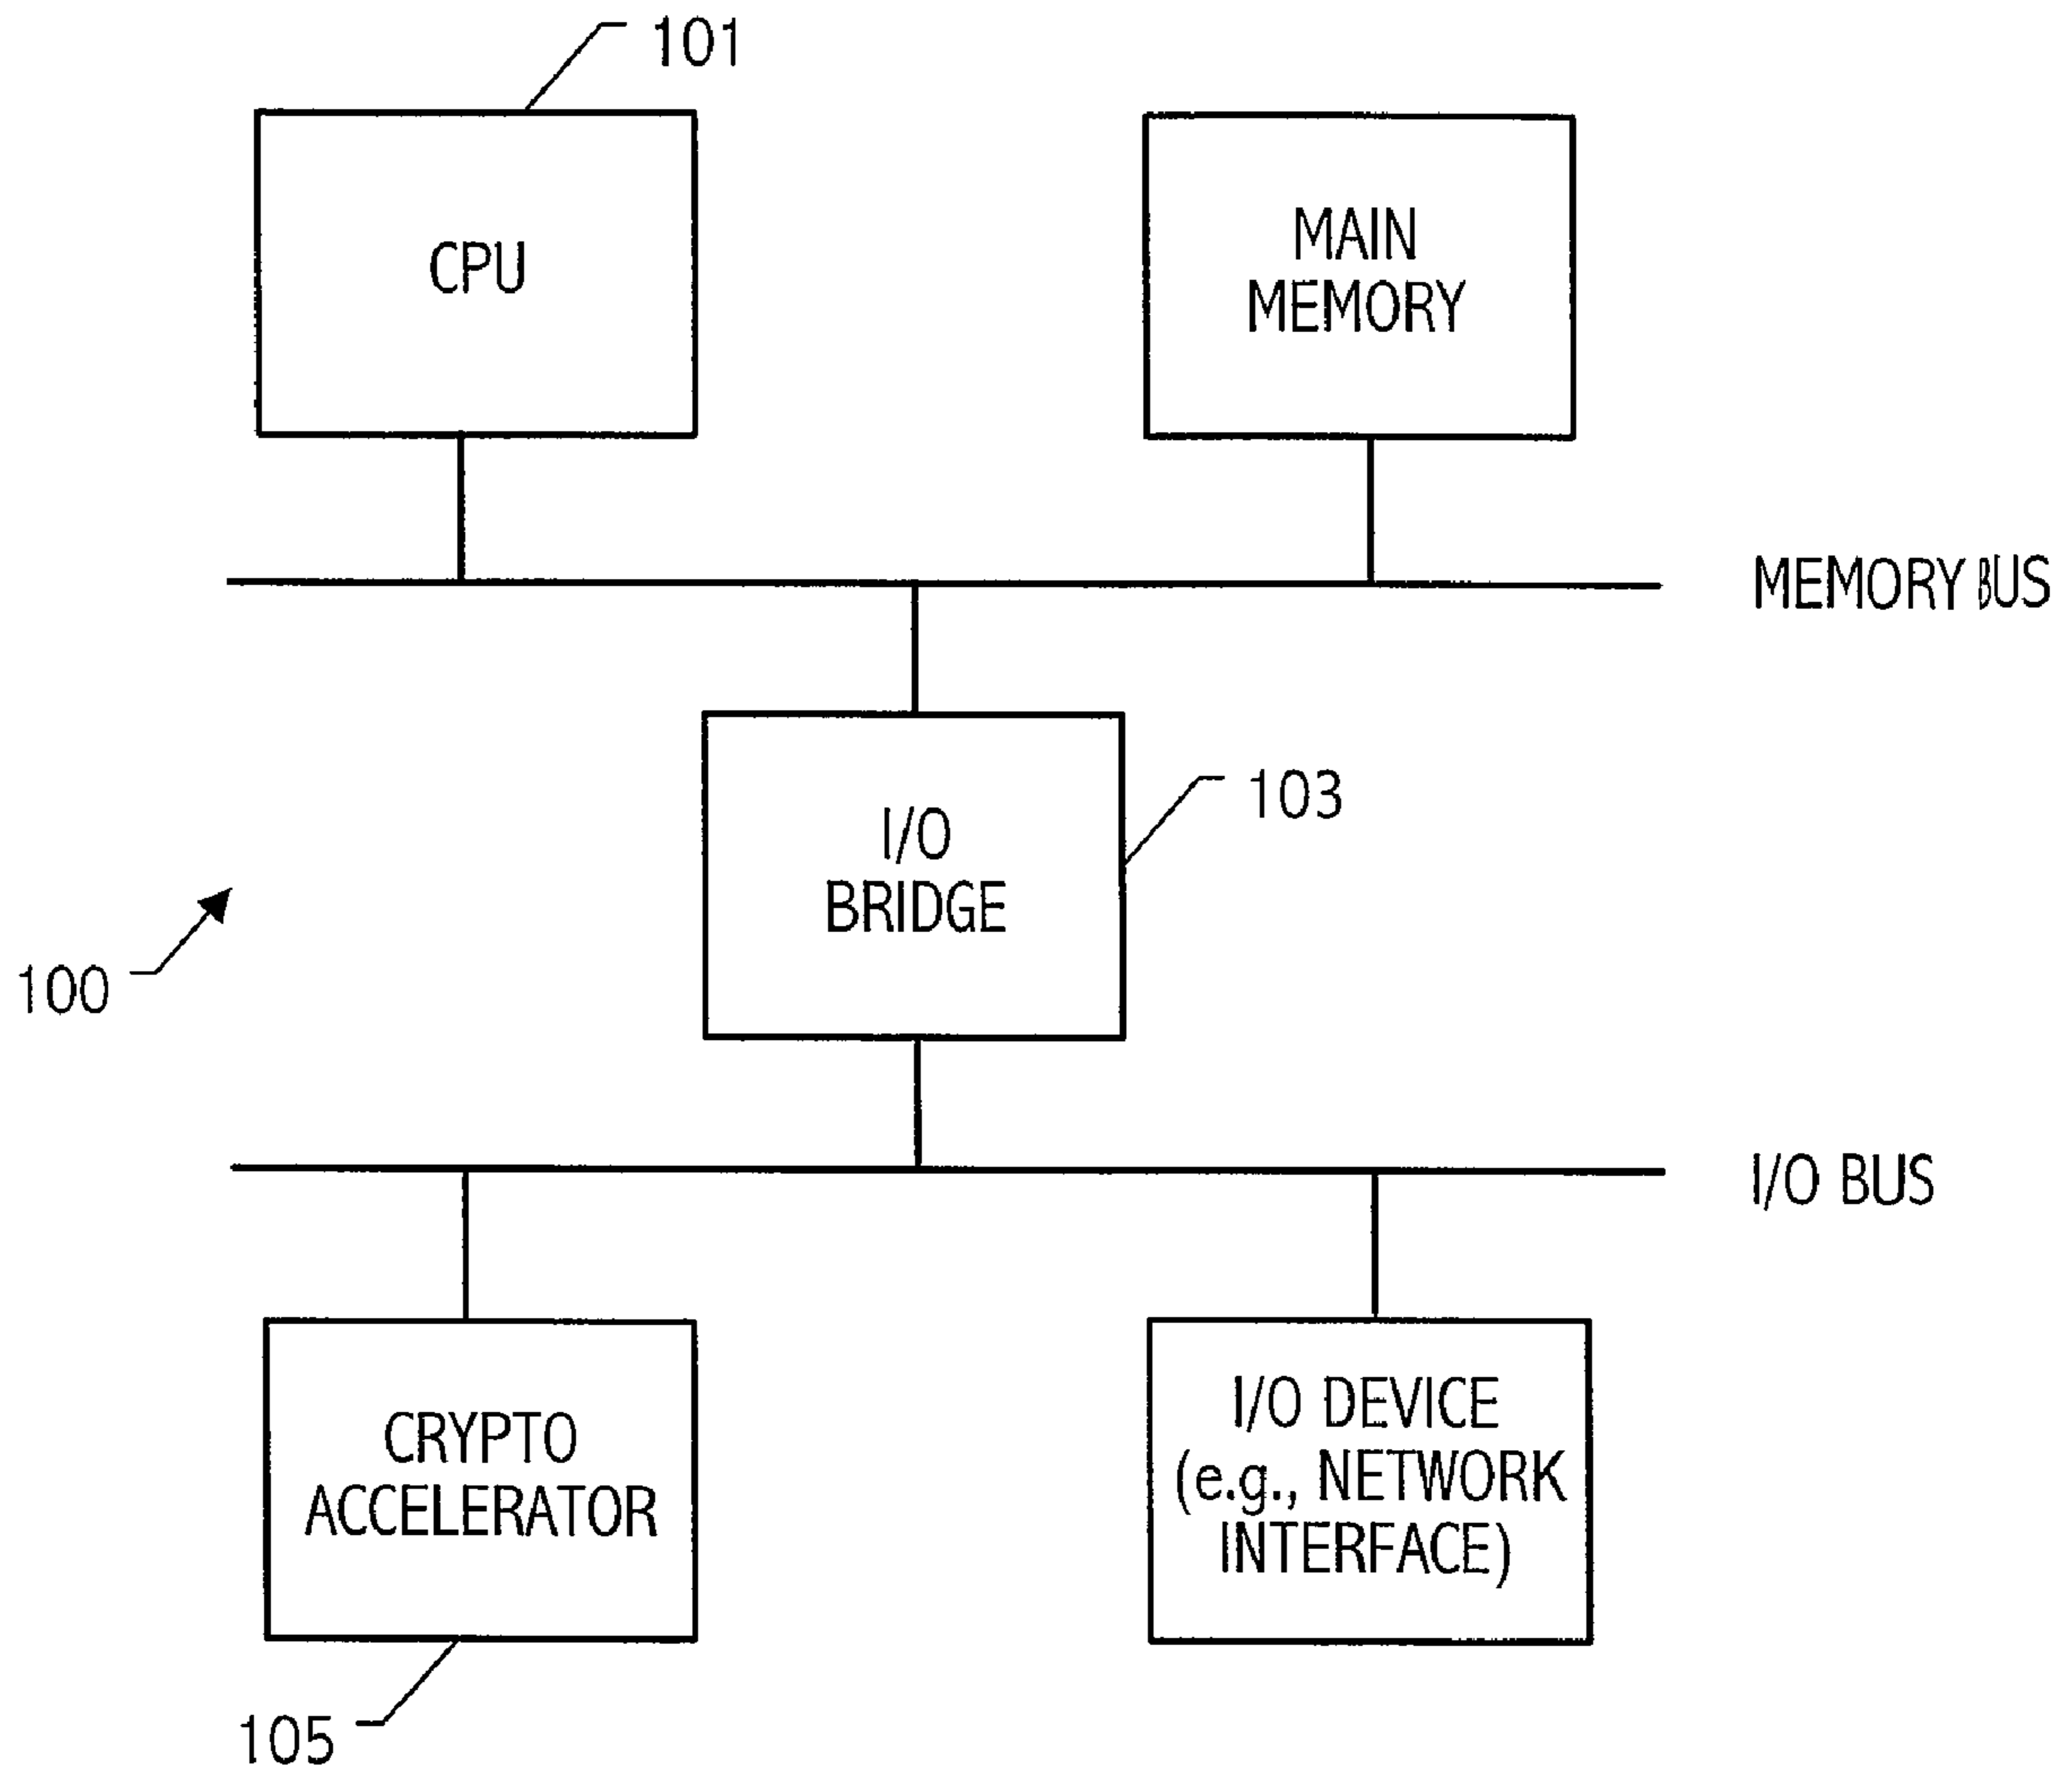 101
CPU
MAIN
MEMORY
MEMORY BUS
I/O
BRIDGE
103
100
I/O BUS
CRYPTO
ACCELERATOR
I/O DEVICE
(e.g., NETWORK
INTERFACE)
105